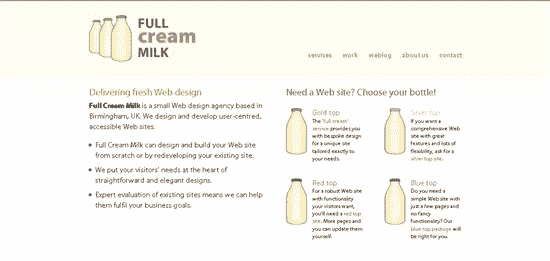 FULL
cream
MILK
services work weblog about us contact
Delivering fresh Web design
Full Cream Milk is a small Web design agency based in
Birmingham, UK. We design and develop user-centred,
accessible Web sites.
Full Cream Milk can design and build your Web site
from scratch or by redeveloping your existing site.
We put your visitors' needs at the heart of
straightforward and elegant designs.
Expert evaluation of existing sites means we can help
them fulfil your business goals.
Need a Web site? Choose your bottle!
Gold top
The 'full cream'
service provides you
with bespoke design
for a unique site
tailored exactly to
your needs.
Silver top
If you want a
comprehensive Web
site with great
features and lots of
flexibility, ask for a
silver top site.
Red top
For a robust Web site
with functionality
your visitors want,
you'll need a red top
site. More pages and
you can update them
yourself.
Blue top
Do you need a
simple Web site with
just a few pages and
no fancy
functionality? Our
blue top package will
be right for you.